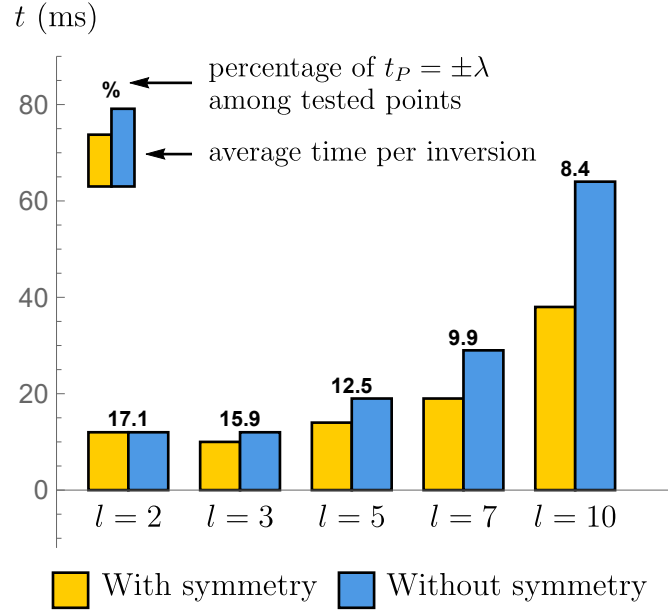 t (ms)
percentage of t_P = ±λ
among tested points
%
average time per inversion
80
60
40
20
0
17.1
15.9
12.5
9.9
8.4
l = 2
l = 3
l = 5
l = 7
l = 10
With symmetry
Without symmetry